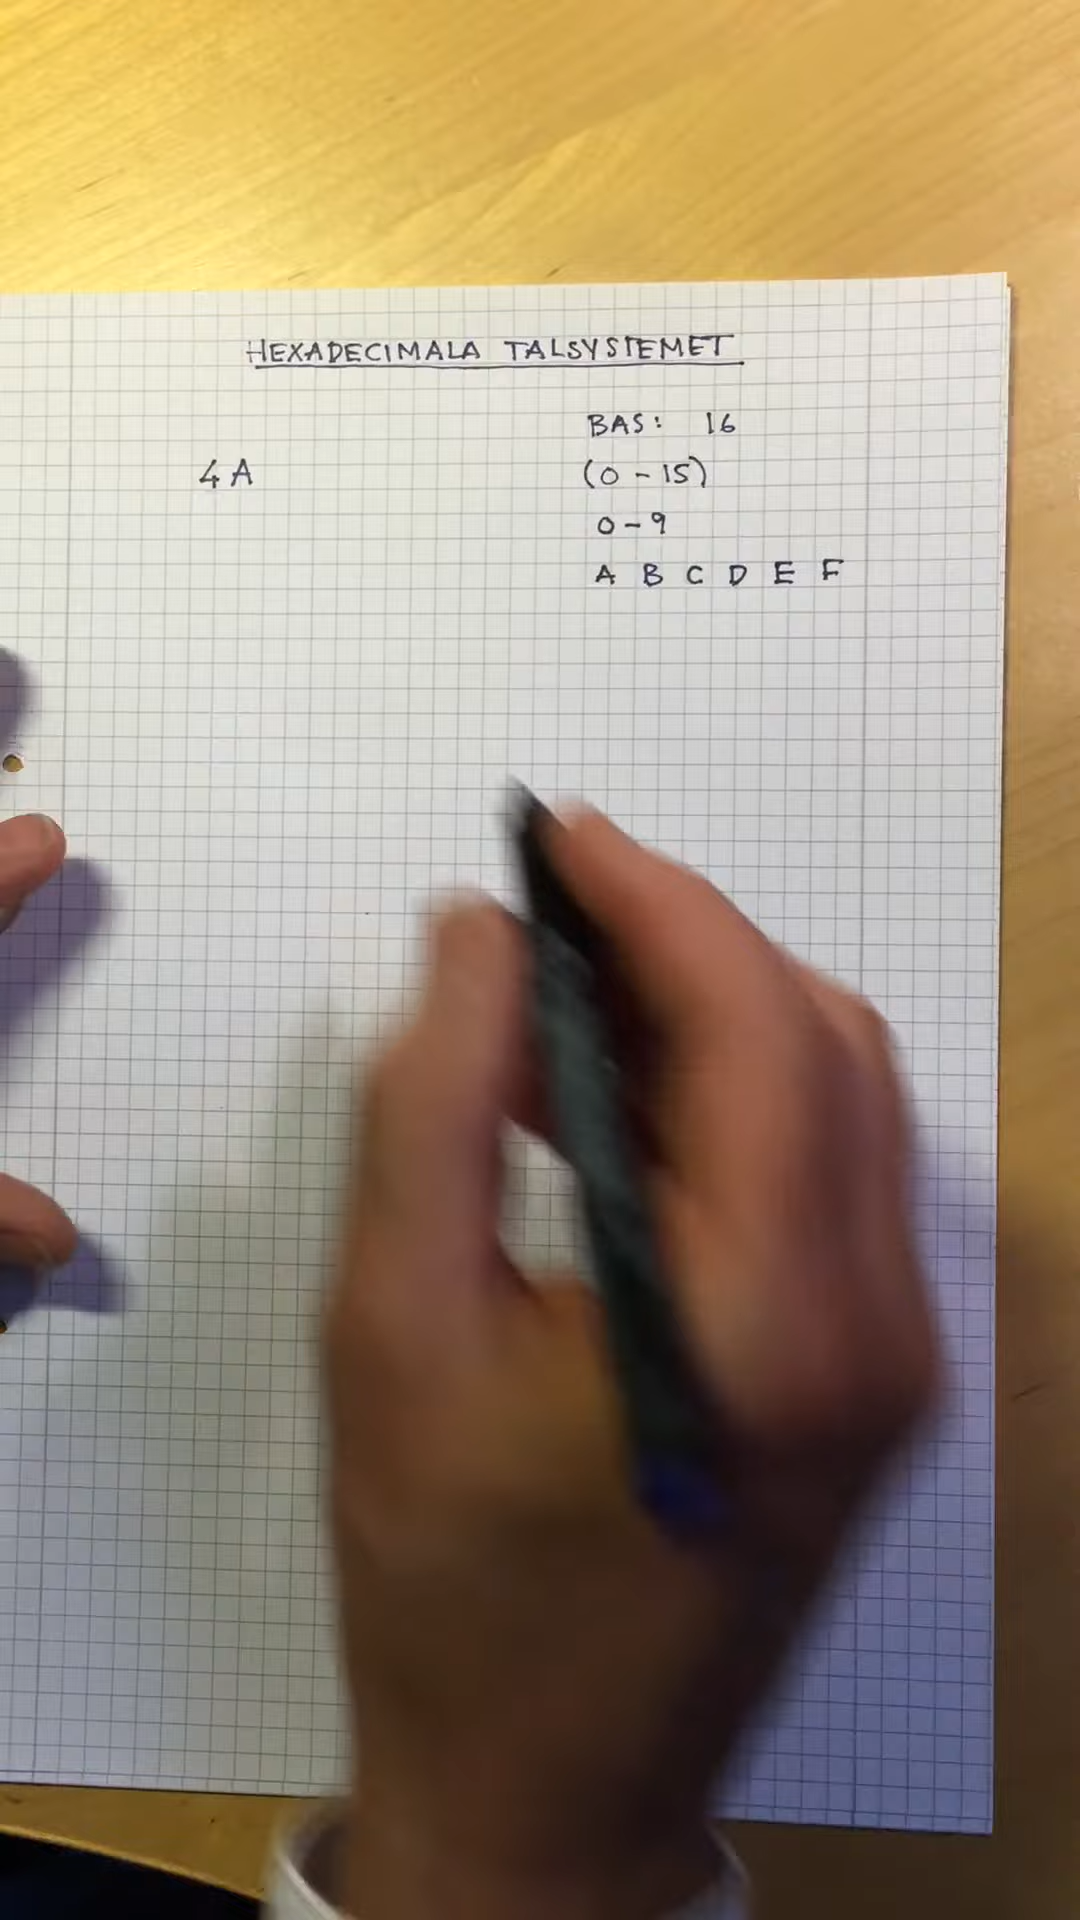 HEXADECIMALA TALSYSTEMET
BAS: 16
4A
(0-15)
0-9
A B C D E F